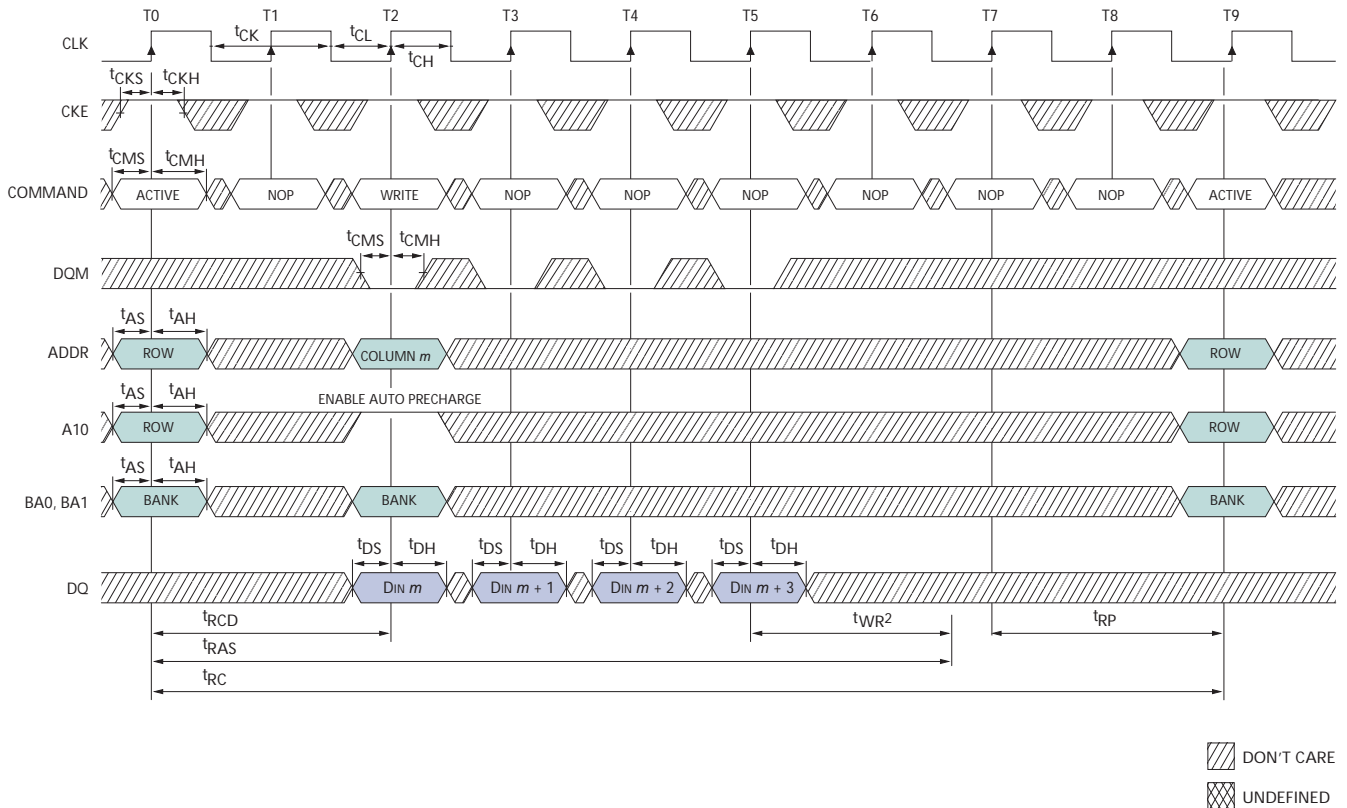 T0 T1 T2 T3 T4 T5 T6 T7 T8 T9
CLK tCK tCL tCH
tCKS tCKH
CKE
tCMS tCMH
COMMAND ACTIVE NOP WRITE NOP NOP NOP NOP NOP NOP ACTIVE
tCMS tCMH
DQM
tAS tAH
ADDR ROW COLUMN m ROW
tAS tAH ENABLE AUTO PRECHARGE
A10 ROW ROW
tAS tAH
BA0, BA1 BANK BANK BANK
tDS tDH tDS tDH tDS tDH tDS tDH
DQ DIN m DIN m + 1 DIN m + 2 DIN m + 3
tRCD tWR2 tRP
tRAS
tRC
DON'T CARE
UNDEFINED